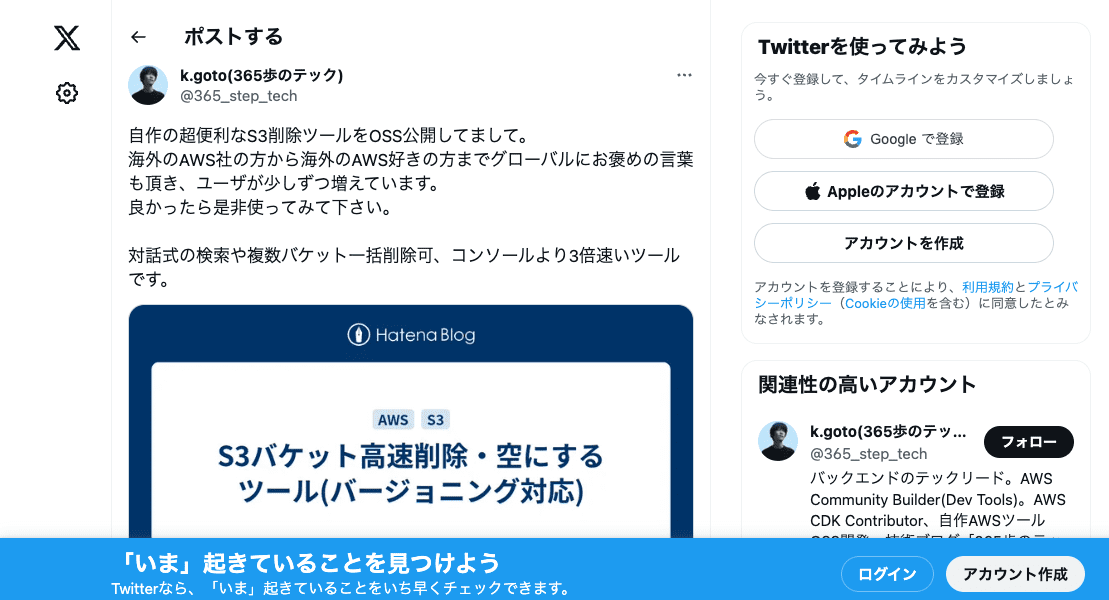 ポストする
k.goto(365歩のテック)
@365_step_tech
自作の超便利なS3削除ツールをOSS公開してまして。
海外のAWS社の方から海外のAWS好きの方までグローバルにお褒めの言葉
も頂き、ユーザが少しずつ増えています。
良かったら是非使ってみて下さい。
対話式の検索や複数バケット一括削除可、コンソールより3倍速いツール
です。
Hatena Blog
AWS S3
S3バケット高速削除・空にする
ツール(バージョニング対応)
Twitterを使ってみよう
今すぐ登録して、タイムラインをカスタマイズしましょ
う。
Google で登録
Appleのアカウントで登録
アカウントを作成
アカウントを登録することにより、利用規約とプライバ
シーポリシー（Cookieの使用を含む）に同意したとみ
なされます。
関連性の高いアカウント
k.goto(365歩のテッ...
@365_step_tech
フォロー
バックエンドのテックリード。AWS
Community Builder(Dev Tools)。AWS
CDK Contributor、自作AWSツール
「いま」起きていることを見つけよう
Twitterなら、「いま」起きていることをいち早くチェックできます。
ログイン
アカウント作成